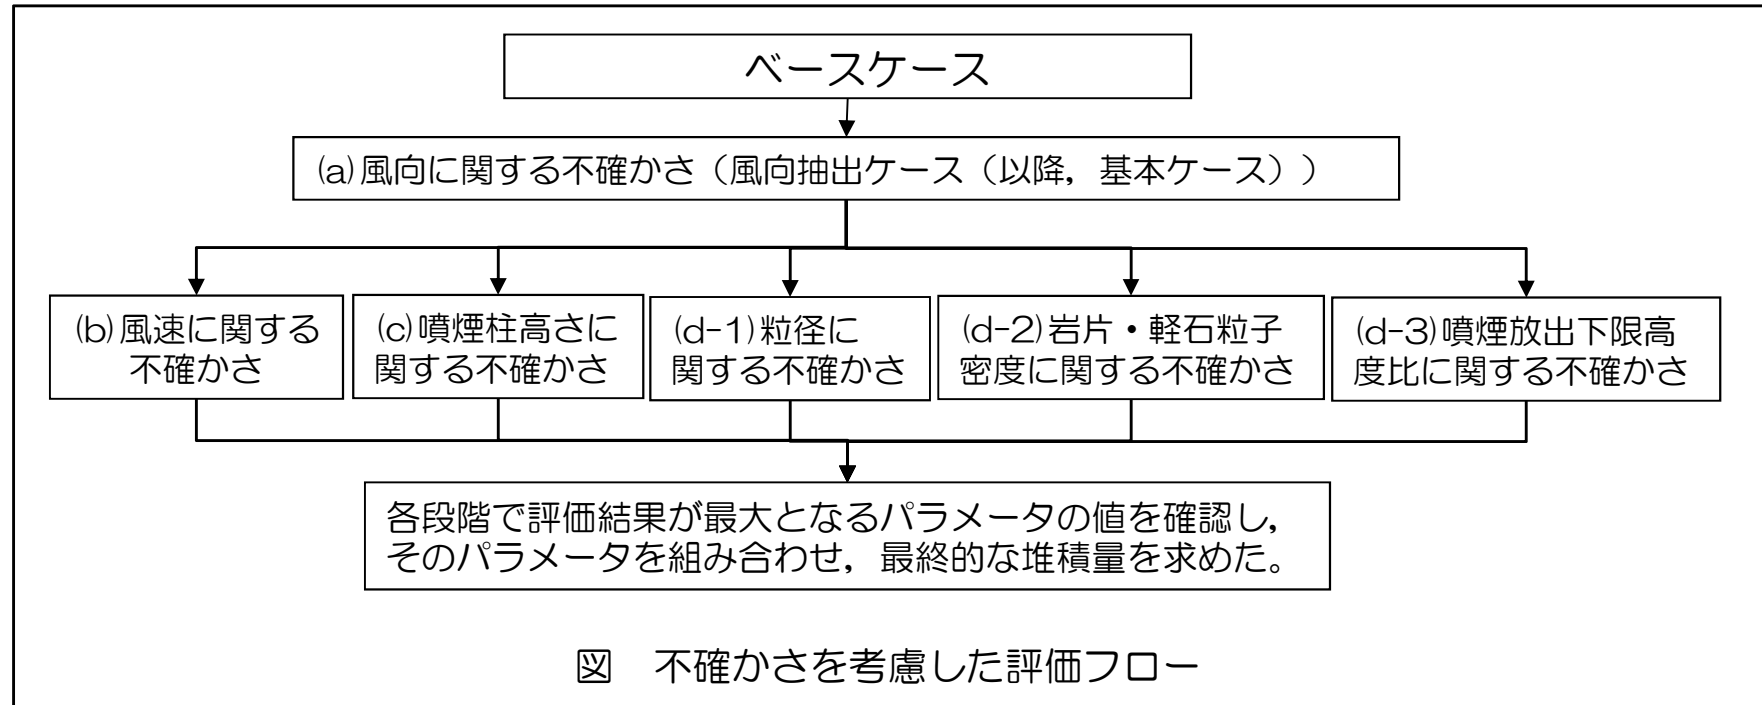 ベースケース
(a)風向に関する不確かさ（風向抽出ケース（以降，基本ケース））
(b)風速に関する
不確かさ
(c)噴煙柱高さに
関する不確かさ
(d-1)粒径に
関する不確かさ
(d-2)岩片・軽石粒子
密度に関する不確かさ
(d-3)噴煙放出下限高
度比に関する不確かさ
各段階で評価結果が最大となるパラメータの値を確認し，
そのパラメータを組み合わせ，最終的な堆積量を求めた。
図　不確かさを考慮した評価フロー